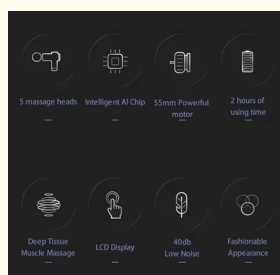 5 massage heads
Intelligent AI Chip
55mm Powerful
motor
2 hours of
using time
Deep Tissue
Muscle Massage
LCD Display
40db
Low Noise
Fashionable
Appearance